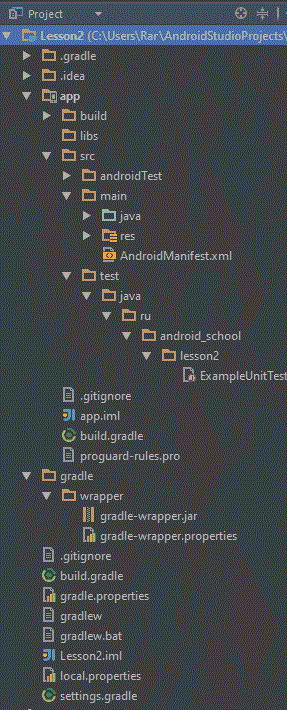 Project
Lesson2 (C:\Users\Rar\AndroidStudioProjects\
.gradle
.idea
app
build
libs
src
androidTest
main
java
res
AndroidManifest.xml
test
java
ru
android_school
lesson2
ExampleUnitTest
.gitignore
app.iml
build.gradle
proguard-rules.pro
gradle
wrapper
gradle-wrapper.jar
gradle-wrapper.properties
.gitignore
build.gradle
gradle.properties
gradlew
gradlew.bat
Lesson2.iml
local.properties
settings.gradle